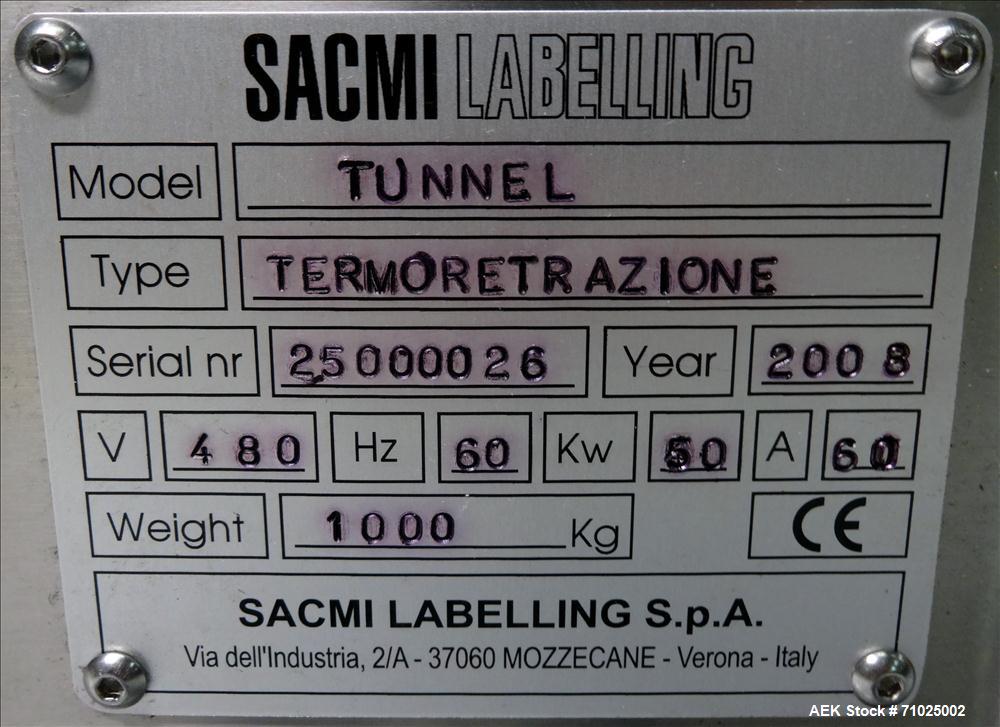 SACMI LABELLING
Model TUNNEL
Type TERMORETRAZIONE
Serial nr 25000026 Year 2008
V 480 Hz 60 Kw 50 A
Weight 1000 Kg CE
SACMI LABELLING S.p.A.
Via dell'Industria, 2/A - 37060 MOZZECANE - Verona - Italy
AEK Stock # 71025002